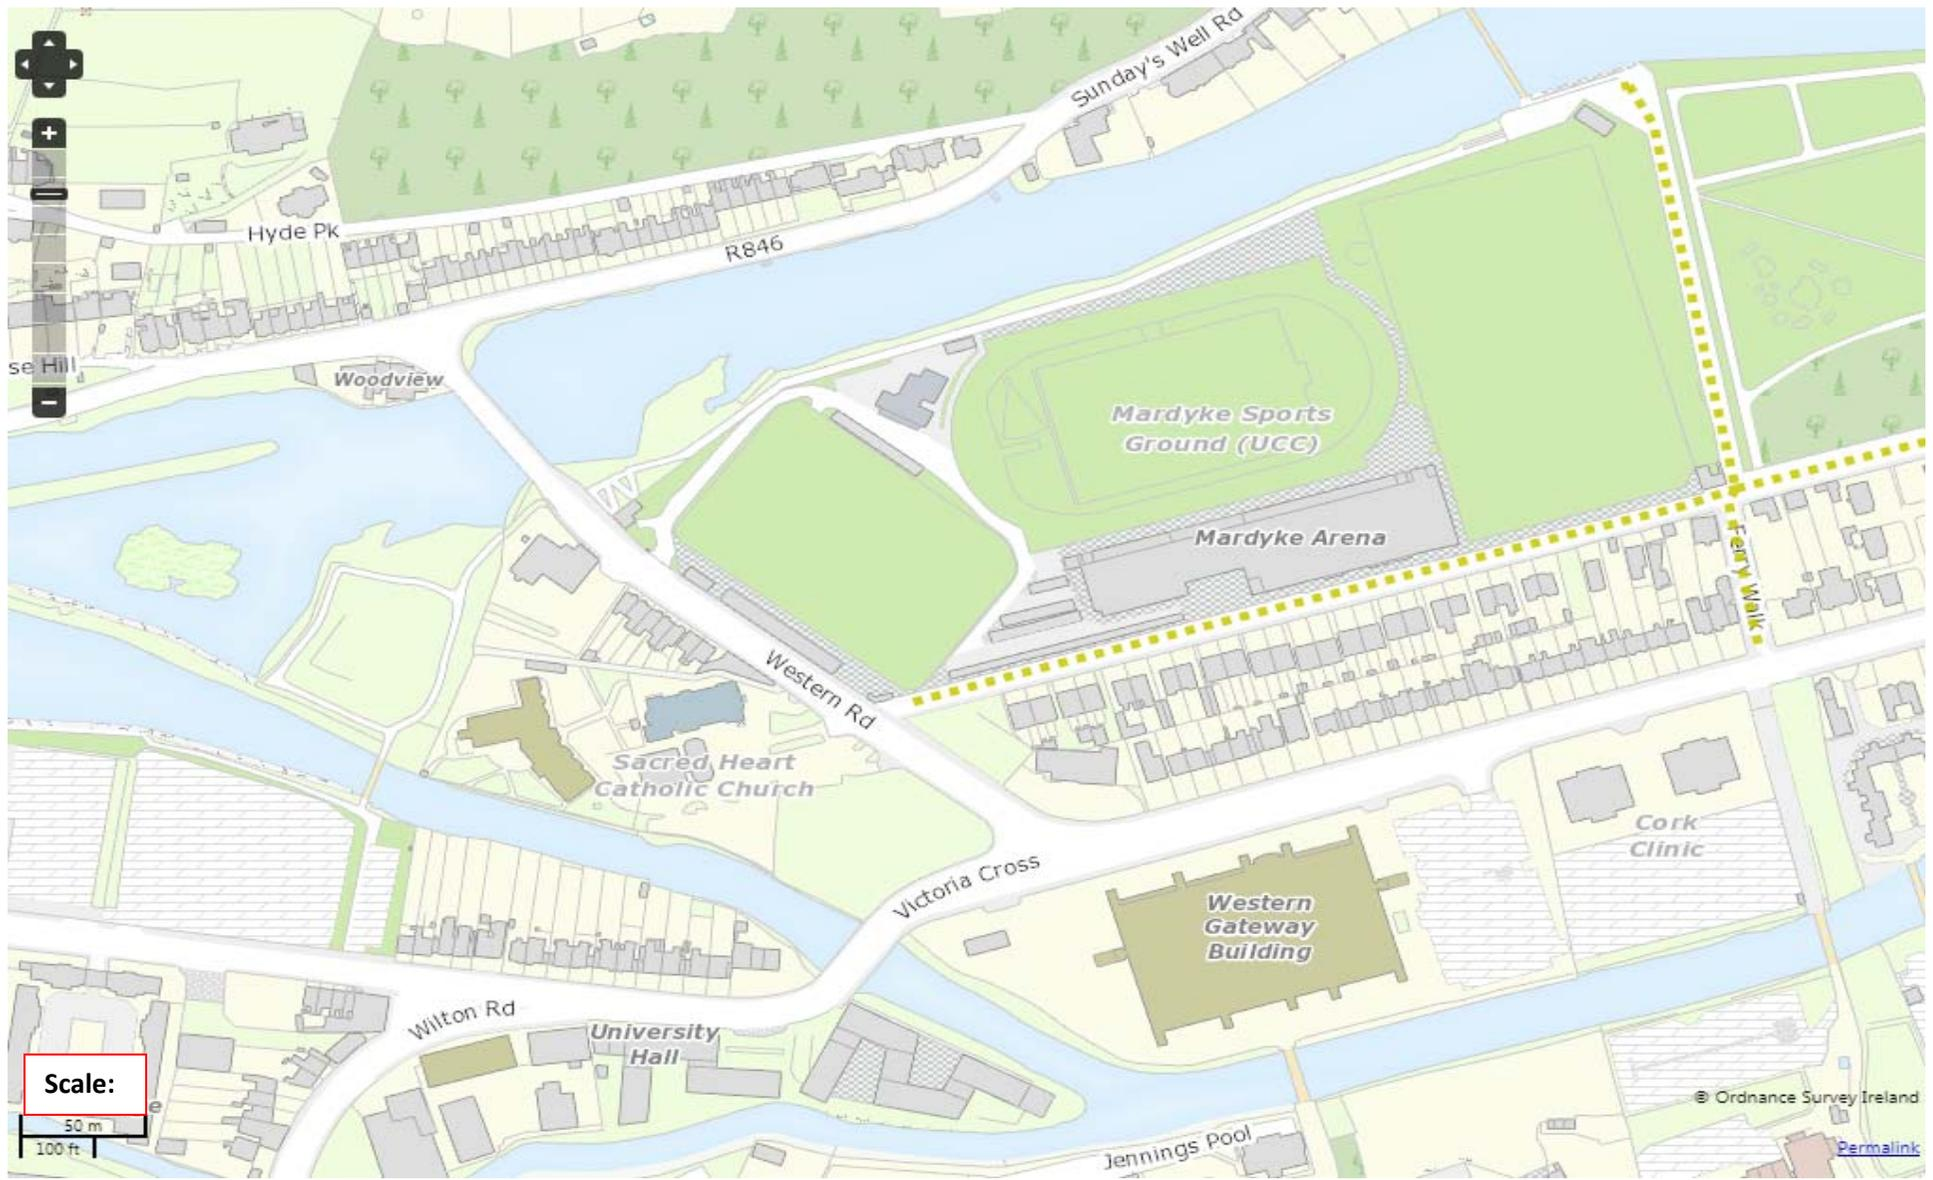 Sunday's Well Rd
Hyde Pk
R846
se Hill
Woodview
Mardyke Sports
Ground (UCC)
Mardyke Arena
Ferry Walk
Western Rd
Sacred Heart
Catholic Church
Cork
Clinic
Victoria Cross
Western
Gateway
Building
Wilton Rd
University
Hall
Scale:
e
50 m
100 ft
© Ordnance Survey Ireland
Jennings Pool
Permalink